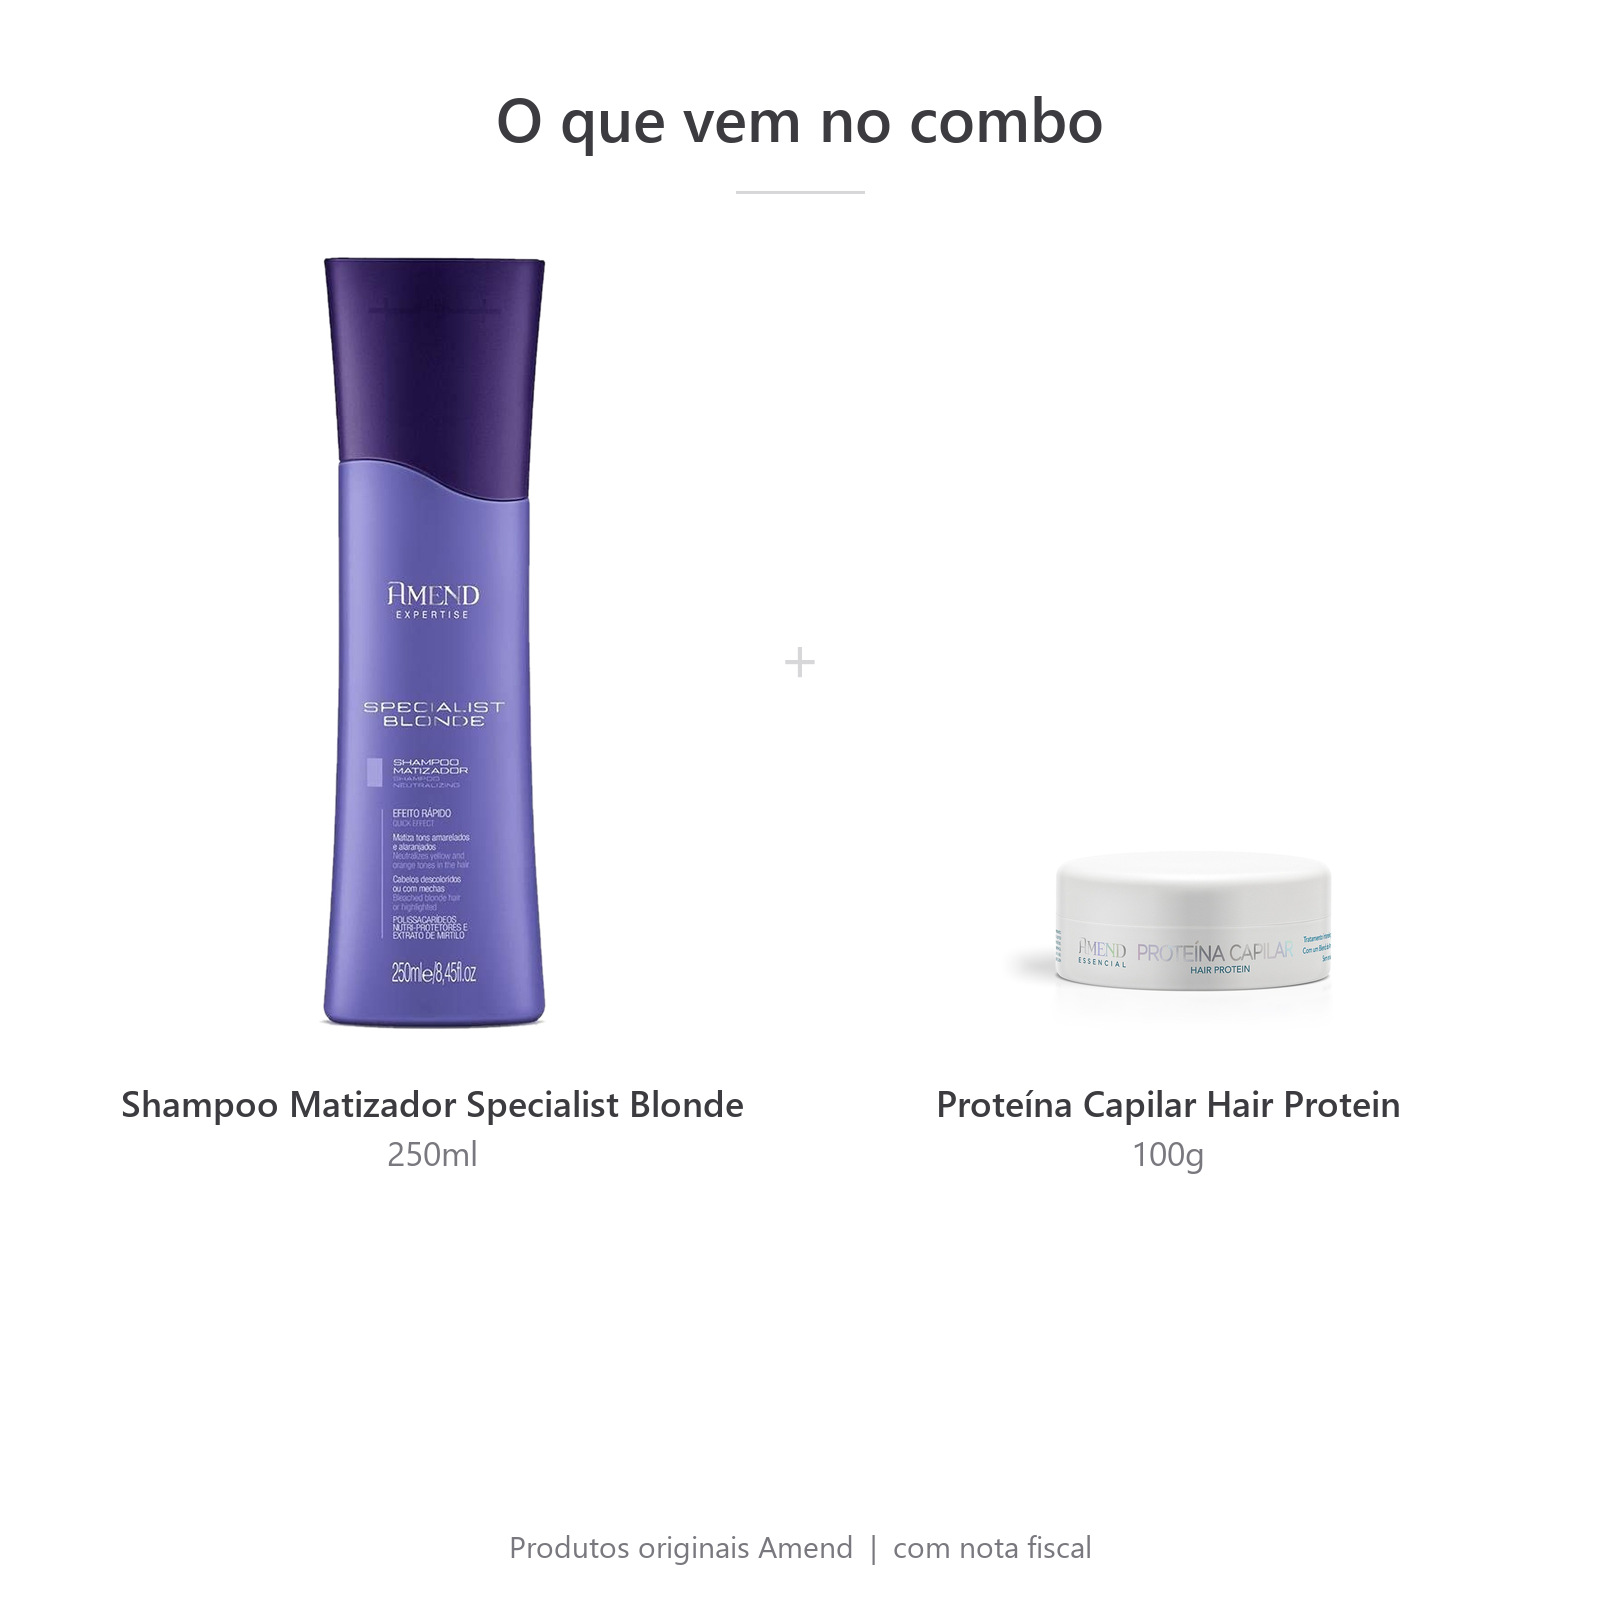 O que vem no combo
AMEND
EXPERTISE
SPECIALIST
BLONDE
SHAMPOO
MATIZADOR
SHAMPOO
NEUTRALIZING
EFEITO RÁPIDO
QUICK EFFECT
Matiza tons amarelados
e alaranjados
Neutralizes yellow and
orange tones in the hair
Cabelos descoloridos
ou com mechas
Bleached blonde hair
or highlighted
POLISSACARÍDEOS
NUTRI-PROTETORES E
EXTRATO DE MIRTILO
250mle/8,45fl.oz
+
AMEND
ESSENCIAL
PROTEÍNA CAPILAR
HAIR PROTEIN
Shampoo Matizador Specialist Blonde
250ml
Proteína Capilar Hair Protein
100g
Produtos originais Amend | com nota fiscal